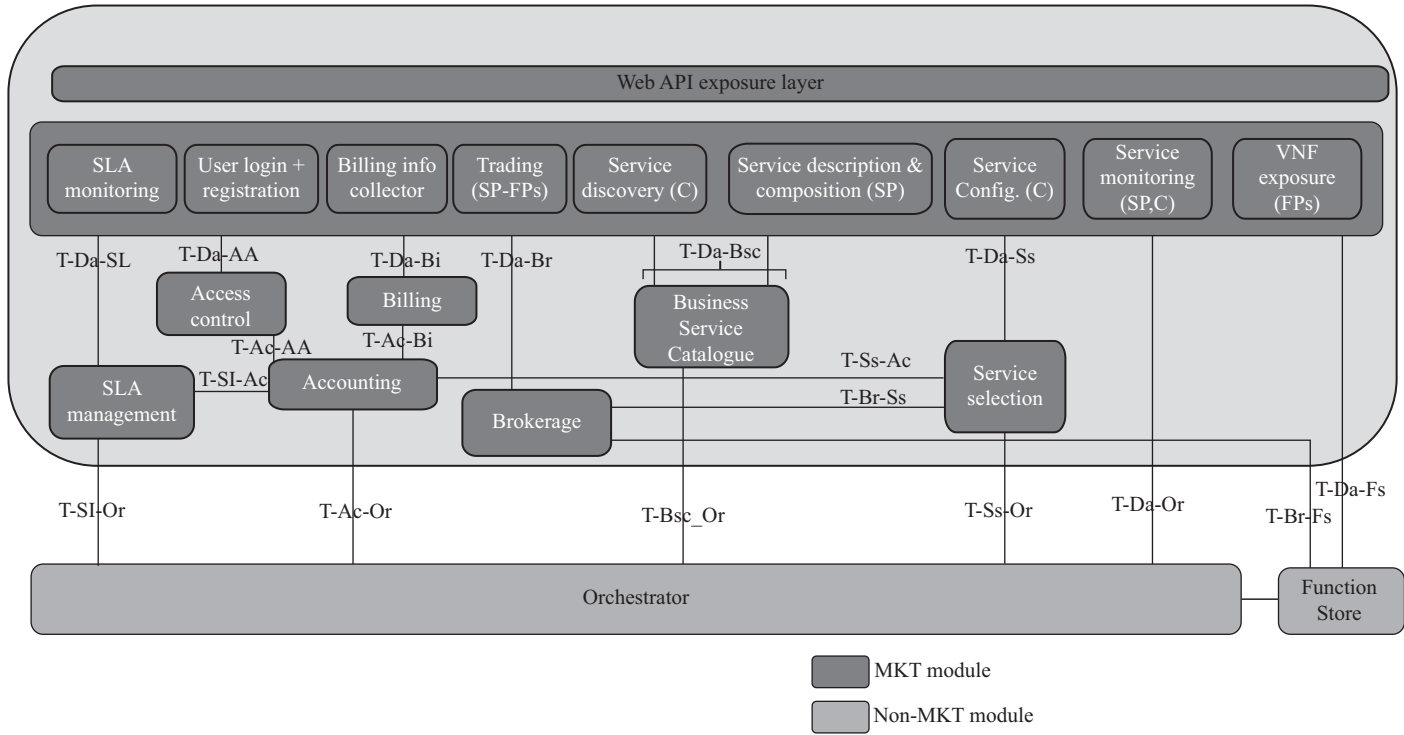 Web API exposure layer
SLA
monitoring
User login +
registration
Billing info
collector
Trading
(SP-FPs)
Service
discovery (C)
Service description &
composition (SP)
Service
Config. (C)
Service
monitoring
(SP,C)
VNF
exposure
(FPs)
T-Da-SL
T-Da-AA
T-Da-Bi
T-Da-Br
T-Da-Bsc
T-Da-Ss
Access
control
Billing
Business
Service
Catalogue
T-Ac-AA
T-Ac-Bi
T-SI-Ac
T-Ss-Ac
T-Br-Ss
SLA
management
Accounting
Brokerage
Service
selection
T-SI-Or
T-Ac-Or
T-Bsc_Or
T-Ss-Or
T-Da-Or
T-Da-Fs
T-Br-Fs
Orchestrator
Function
Store
MKT module
Non-MKT module